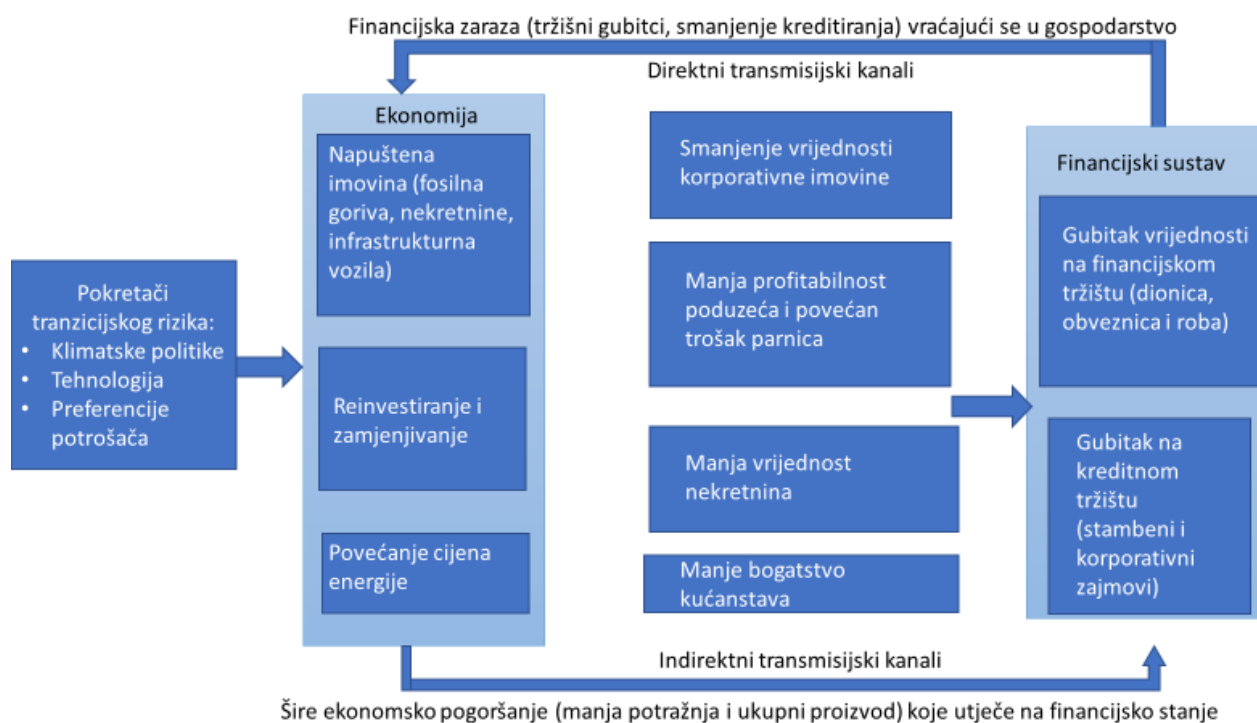 Financijska zaraza (tržišni gubitci, smanjenje kreditiranja) vraćajući se u gospodarstvo
Direktni transmisijski kanali
Pokretači
tranzicijskog rizika:
• Klimatske politike
• Tehnologija
• Preferencije
potrošača
Ekonomija
Napuštena
imovina (fosilna
goriva, nekretnine,
infrastrukturna
vozila)
Reinvestiranje i
zamjenjivanje
Povećanje cijena
energije
Smanjenje vrijednosti
korporativne imovine
Manja profitabilnost
poduzeća i povećan
trošak parnica
Manja vrijednost
nekretnina
Manje bogatstvo
kućanstava
Financijski sustav
Gubitak vrijednosti
na financijskom
tržištu (dionica,
obveznica i roba)
Gubitak na
kreditnom
tržištu
(stambeni i
korporativni
zajmovi)
Indirektni transmisijski kanali
Šire ekonomsko pogoršanje (manja potražnja i ukupni proizvod) koje utječe na financijsko stanje